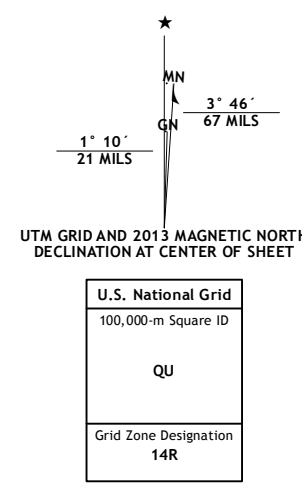 ★
MN
3° 46´
67 MILS
GN
1° 10´
21 MILS
UTM GRID AND 2013 MAGNETIC NORTH
DECLINATION AT CENTER OF SHEET
U.S. National Grid
100,000-m Square ID
QU
Grid Zone Designation
14R